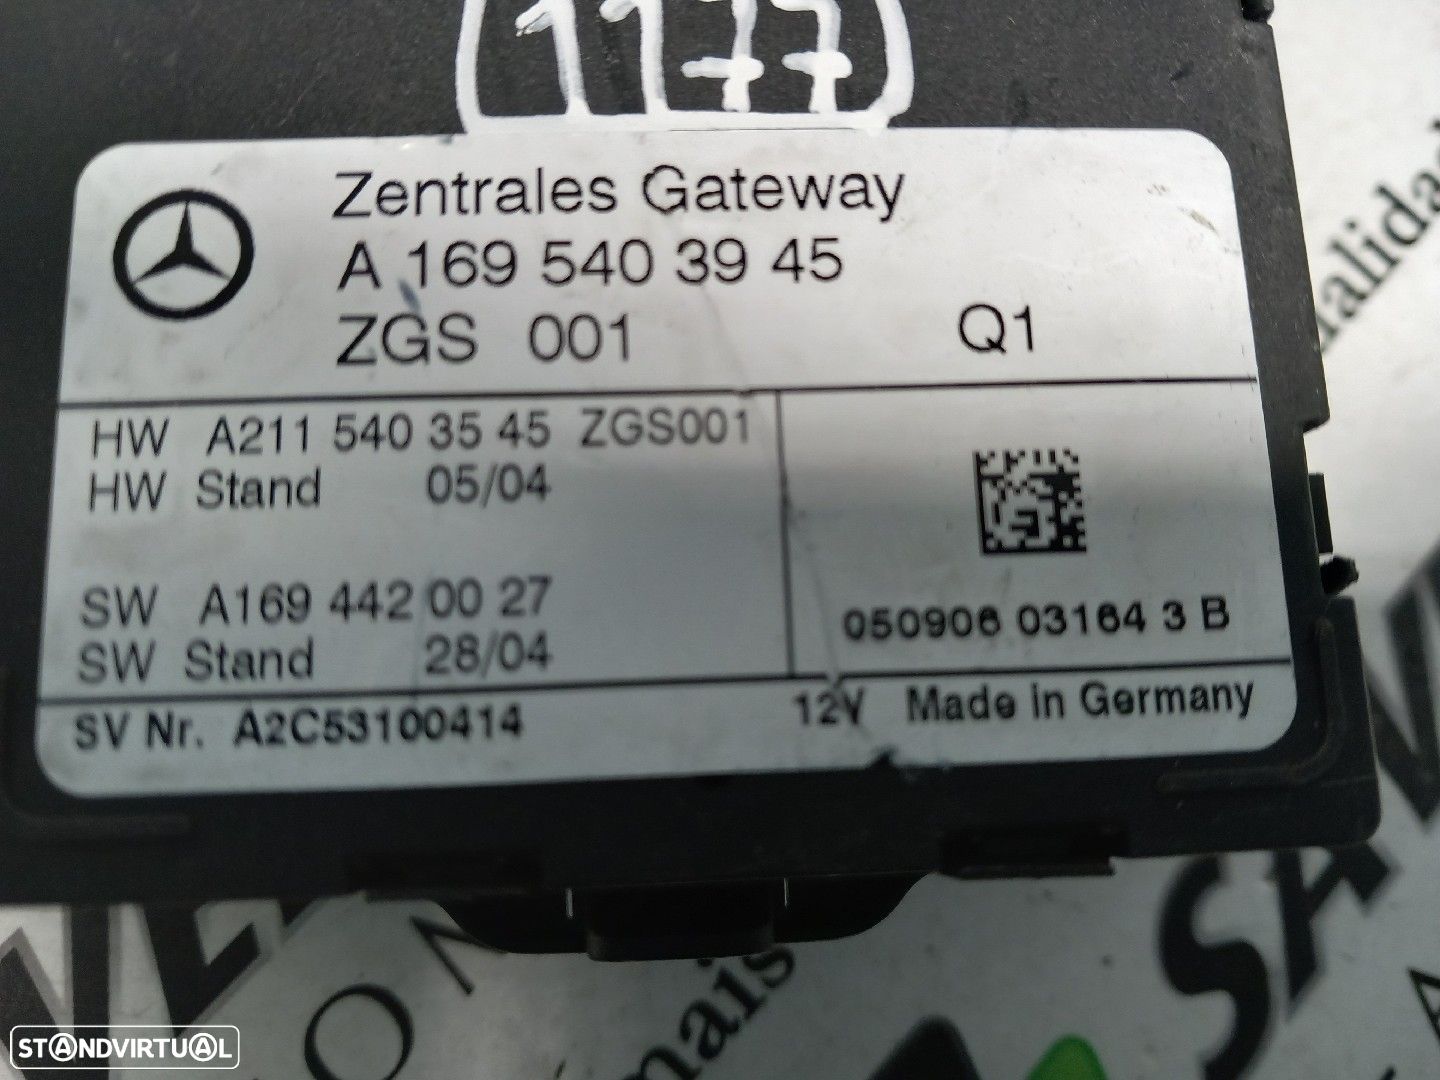 1177
Zentrales Gateway
A 169 540 39 45
ZGS 001 Q1
HW A211 540 35 45 ZGS001
HW Stand 05/04
SW A169 442 00 27
SW Stand 28/04
050906 03164 3 B
SV Nr. A2C53100414 12V Made in Germany
STANDVIRTUAL